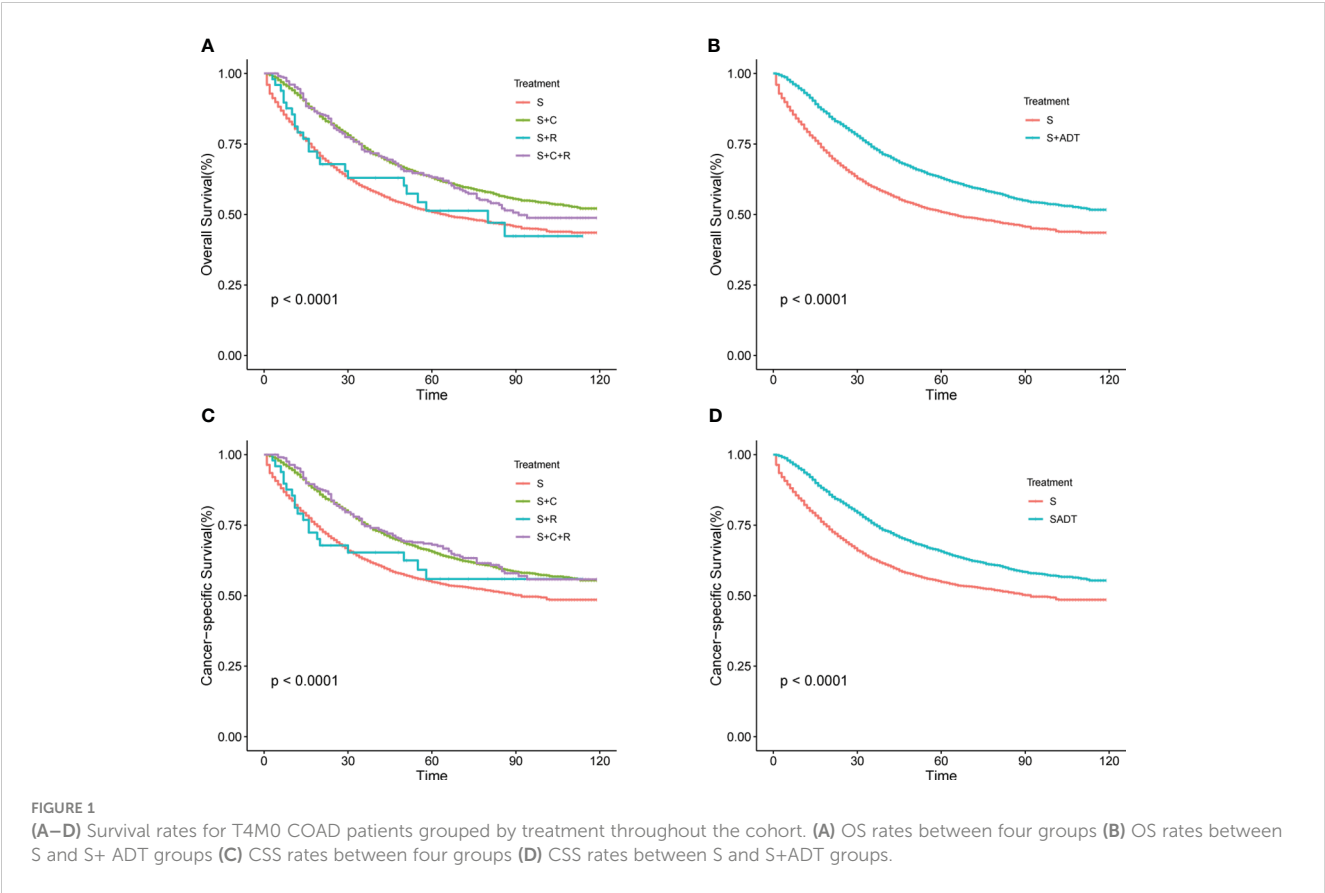 A
1.00
0.75
0.50
0.25
0.00
Overall Survival(%)
Treatment
S
S+C
S+R
S+C+R
p < 0.0001
0 30 60 90 120
Time
B
1.00
0.75
0.50
0.25
0.00
Overall Survival(%)
Treatment
S
S+ADT
p < 0.0001
0 30 60 90 120
Time
C
1.00
0.75
0.50
0.25
0.00
Cancer−specific Survival(%)
Treatment
S
S+C
S+R
S+C+R
p < 0.0001
0 30 60 90 120
Time
D
1.00
0.75
0.50
0.25
0.00
Cancer−specific Survival(%)
Treatment
S
SADT
p < 0.0001
0 30 60 90 120
Time
FIGURE 1
(A–D) Survival rates for T4M0 COAD patients grouped by treatment throughout the cohort. (A) OS rates between four groups (B) OS rates between
S and S+ ADT groups (C) CSS rates between four groups (D) CSS rates between S and S+ADT groups.